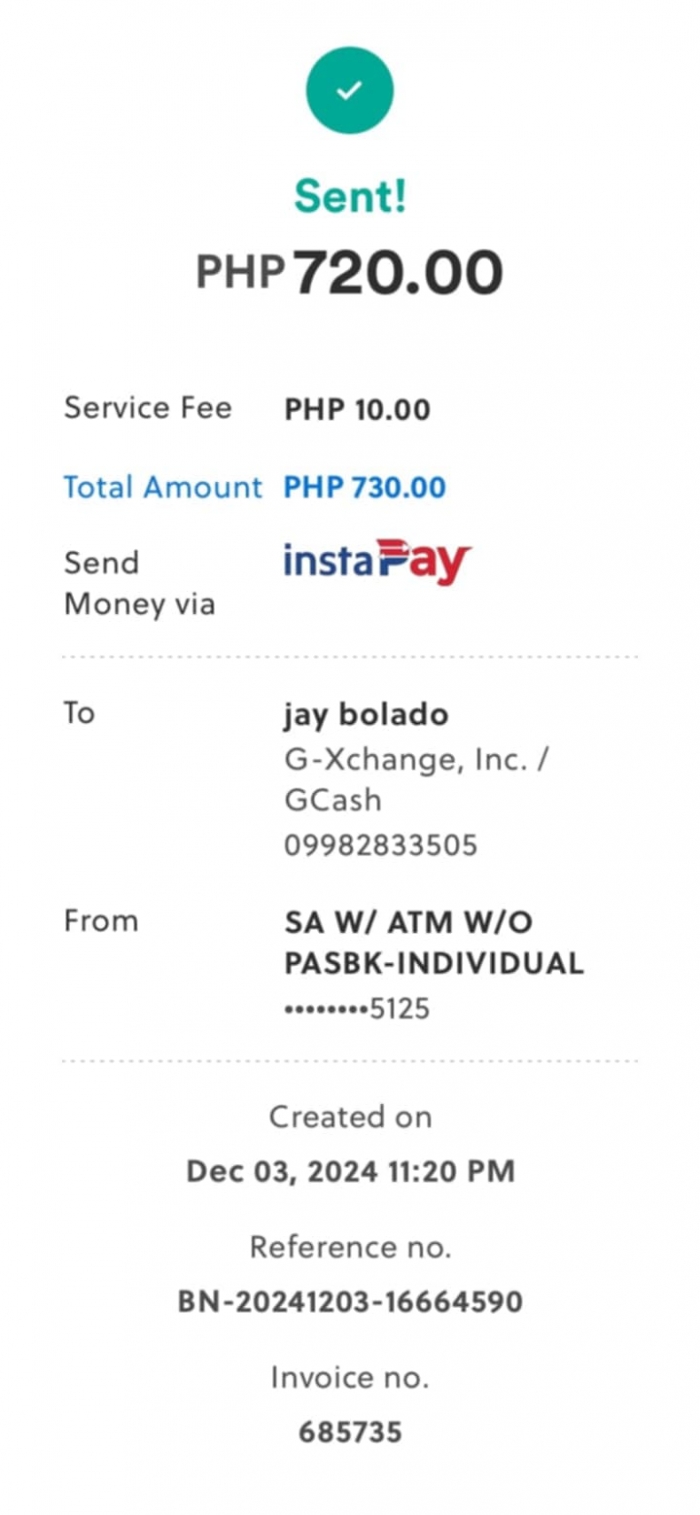 Sent!
PHP 720.00
Service Fee PHP 10.00
Total Amount PHP 730.00
Send
Money via
instaPay
To
jay bolado
G-Xchange, Inc. /
GCash
09982833505
From
SA W/ ATM W/O
PASBK-INDIVIDUAL
••••••••5125
Created on
Dec 03, 2024 11:20 PM
Reference no.
BN-20241203-16664590
Invoice no.
685735